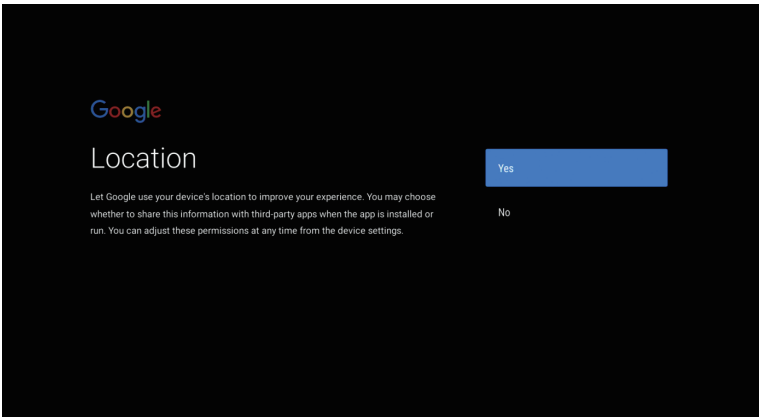 Google
Location
Let Google use your device's location to improve your experience. You may choose
whether to share this information with third-party apps when the app is installed or
run. You can adjust these permissions at any time from the device settings.
Yes
No